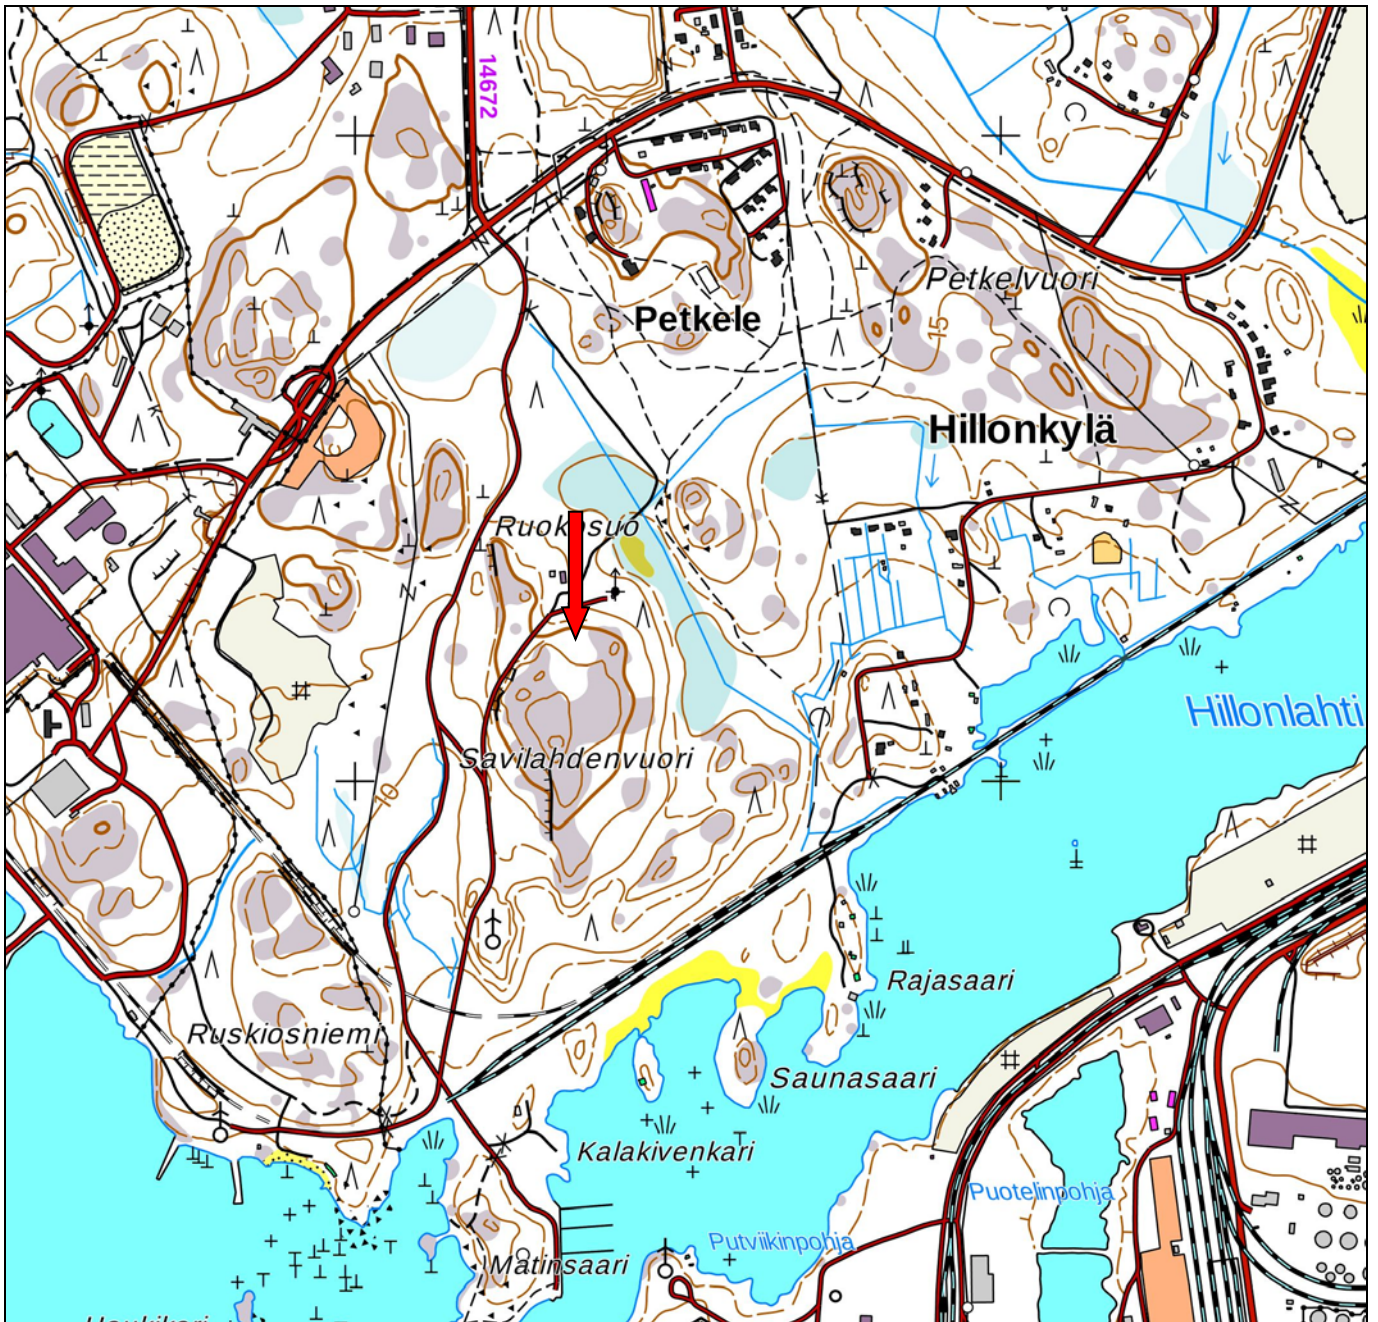 14672
Petkelvuori
Petkele
15
Hillonkylä
Ruokosuo
Hillonlahti
Savilahdenvuori
10
Rajasaari
Ruskiosniemi
Saunasaari
Kalakivenkari
Puotelinpohja
Putviikinpohja
Matinsaari